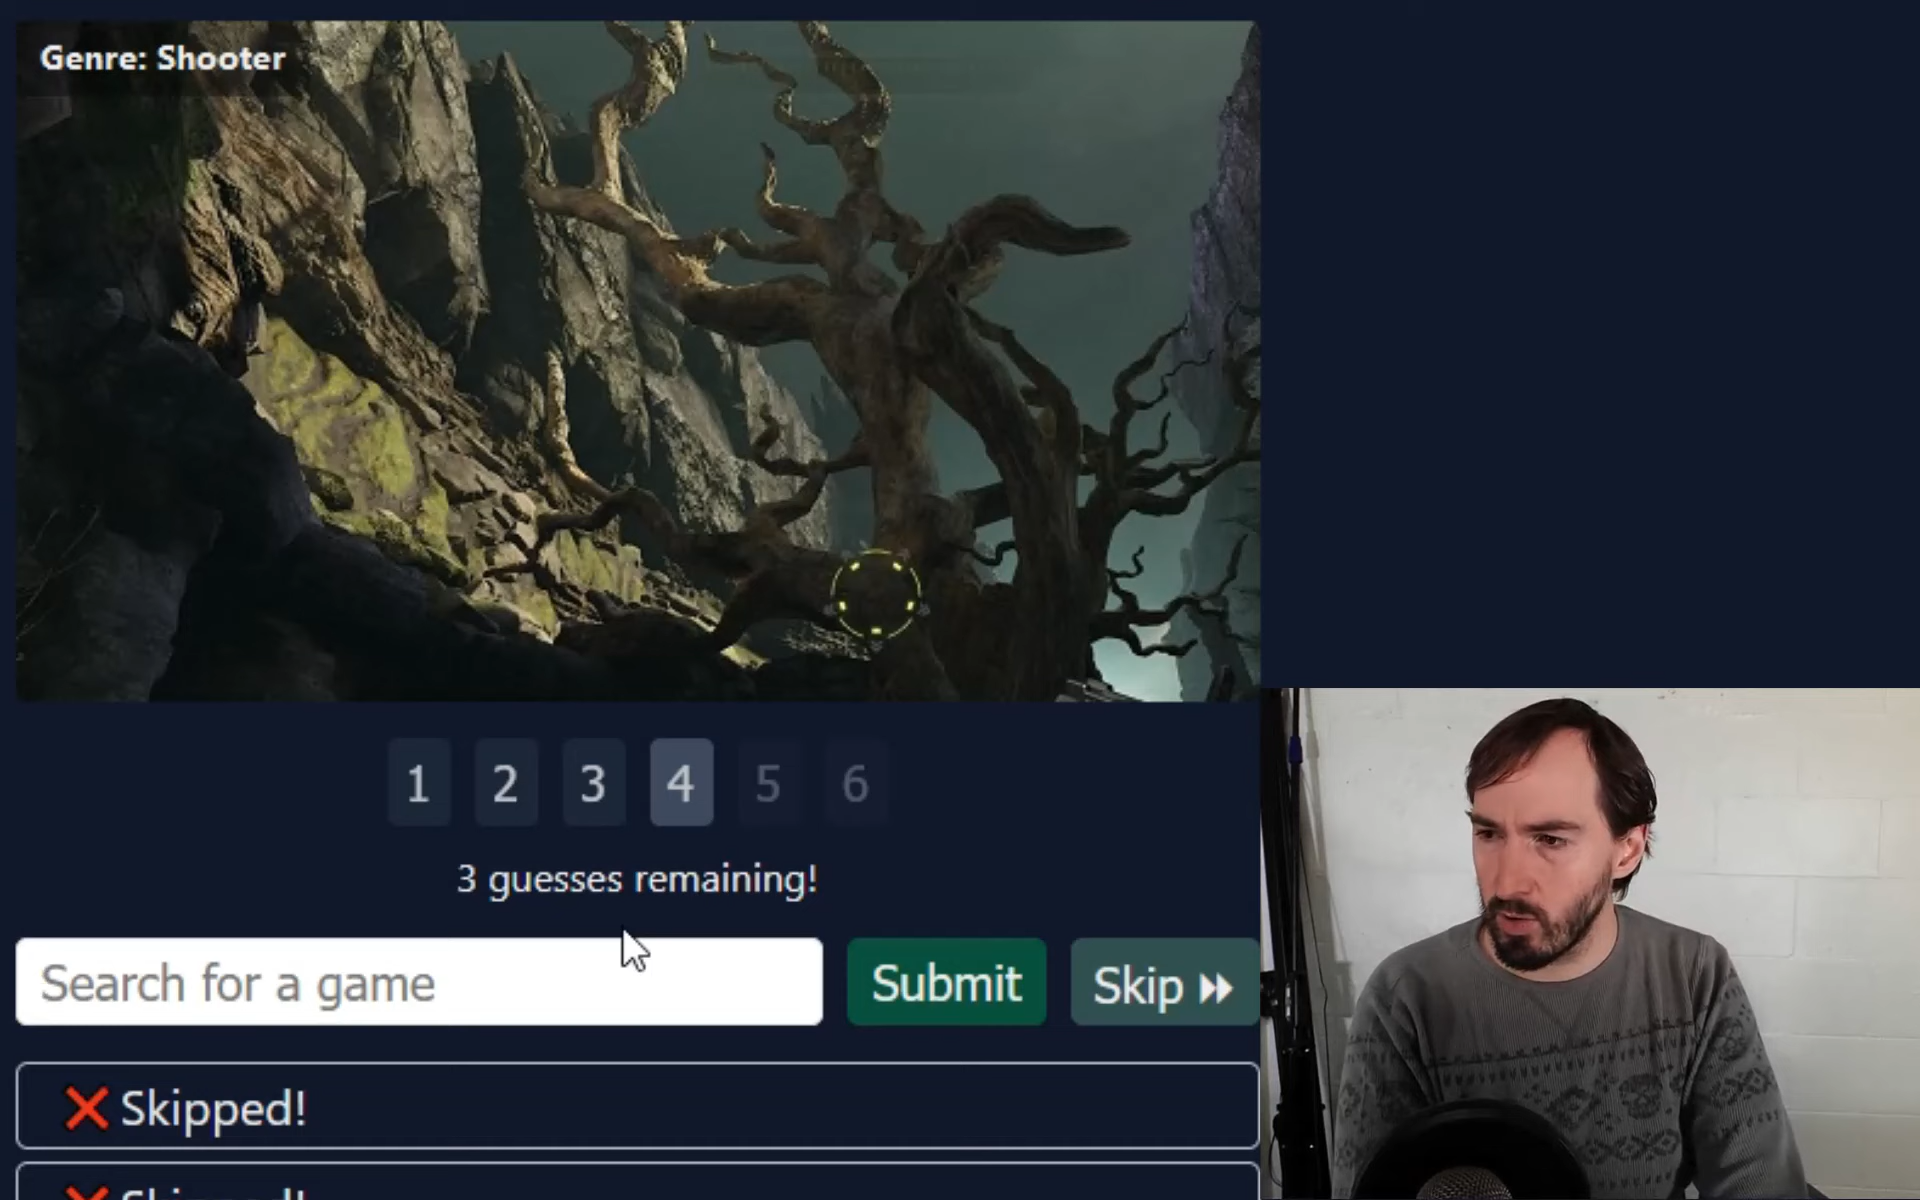 Genre: Shooter
1 2 3 4 5 6
3 guesses remaining!
Search for a game
Submit
Skip
❌ Skipped!